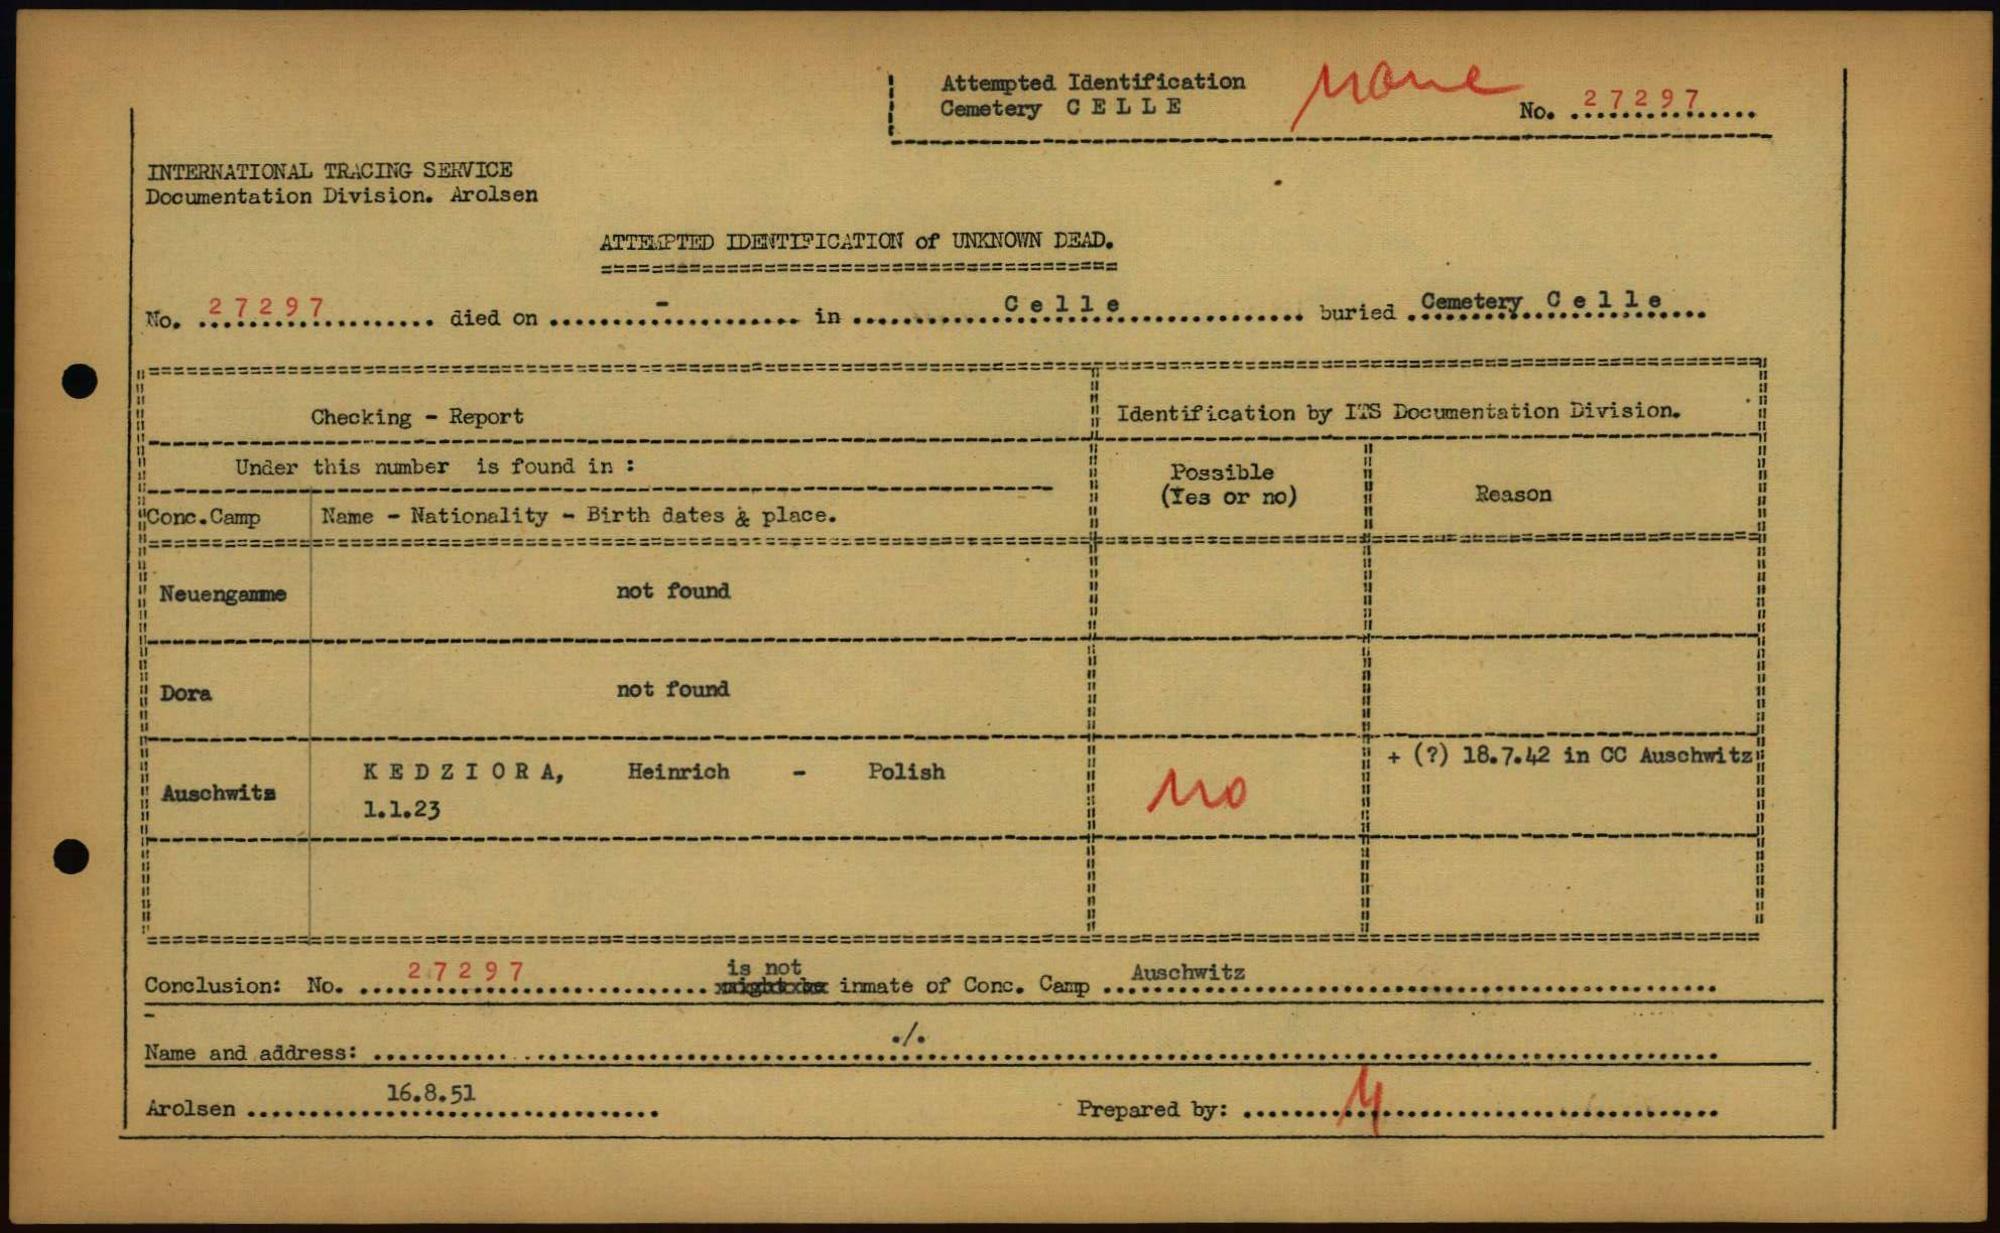 Attempted Identification
Cemetery C E L L E
none
No. 27297
INTERNATIONAL TRACING SERVICE
Documentation Division. Arolsen
ATTEMPTED IDENTIFICATION of UNKNOWN DEAD.
No. 27297 died on - in Celle buried Cemetery Celle
Checking - Report
Identification by ITS Documentation Division.
Under this number is found in :
Possible
(Yes or no)
Reason
Conc.Camp Name - Nationality - Birth dates & place.
Neuengamme not found
Dora not found
Auschwitz KEDZIORA, Heinrich - Polish
1.1.23
no
+ (?) 18.7.42 in CC Auschwitz
is not
Conclusion: No. 27297 might be inmate of Conc. Camp Auschwitz
Name and address: ./.
Arolsen 16.8.51 Prepared by: